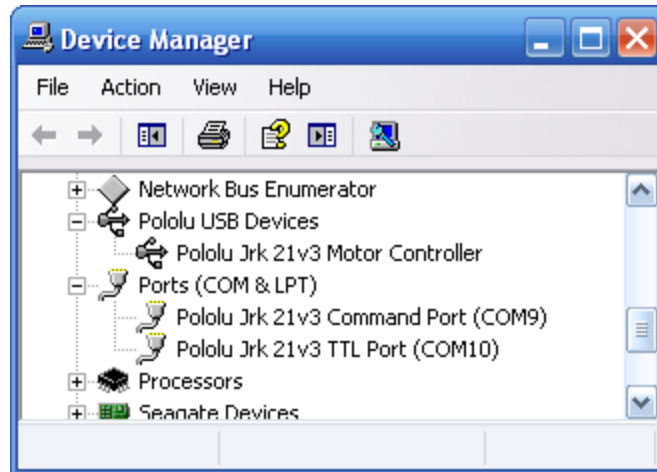 Device Manager
File Action View Help
Network Bus Enumerator
Pololu USB Devices
Pololu Jrk 21v3 Motor Controller
Ports (COM & LPT)
Pololu Jrk 21v3 Command Port (COM9)
Pololu Jrk 21v3 TTL Port (COM10)
Processors
Seagate Devices